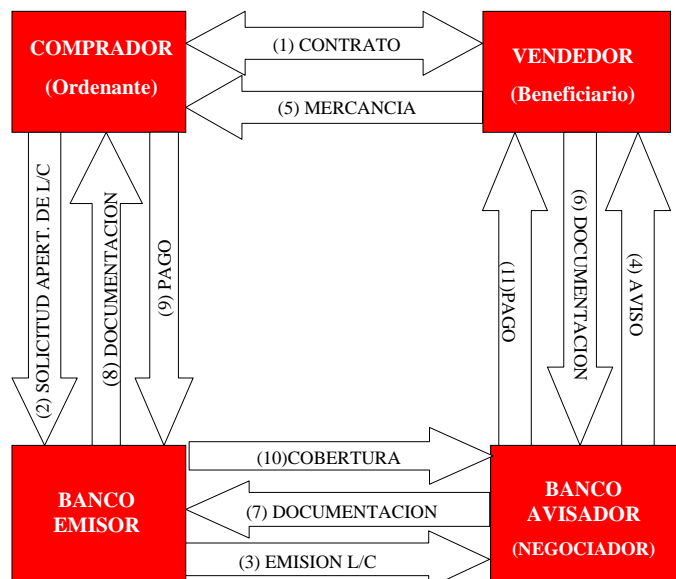 COMPRADOR
(Ordenante)
(1) CONTRATO
(5) MERCANCIA
VENDEDOR
(Beneficiario)
(2) SOLICITUD APERT. DE L/C
(8) DOCUMENTACION
(9) PAGO
(11)PAGO
(6) DOCUMENTACION
(4) AVISO
BANCO
EMISOR
(10)COBERTURA
(7) DOCUMENTACION
(3) EMISION L/C
BANCO
AVISADOR
(NEGOCIADOR)